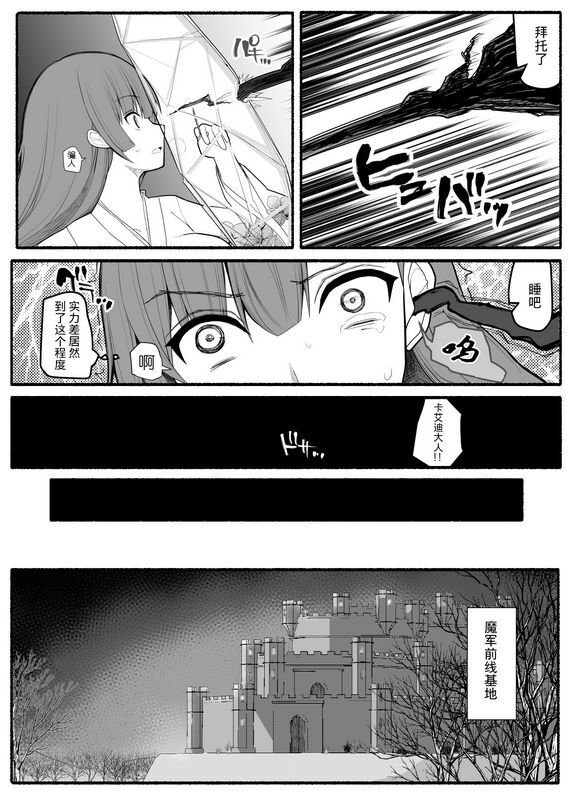 拜托了
ヒュバッ…ッ
パキ…
骗人
睡吧
呜
啊
グラ…
实力差居然
到了这个程度
卡艾迪大人!!
ドサ…
魔军前线基地